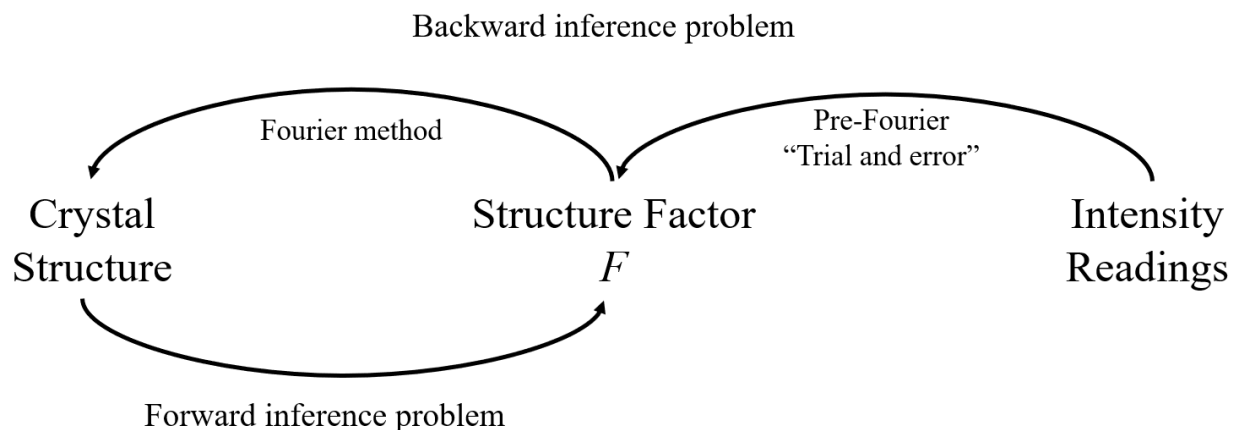 Backward inference problem
Fourier method
Pre-Fourier
“Trial and error”
Crystal
Structure
Structure Factor
F
Intensity
Readings
Forward inference problem